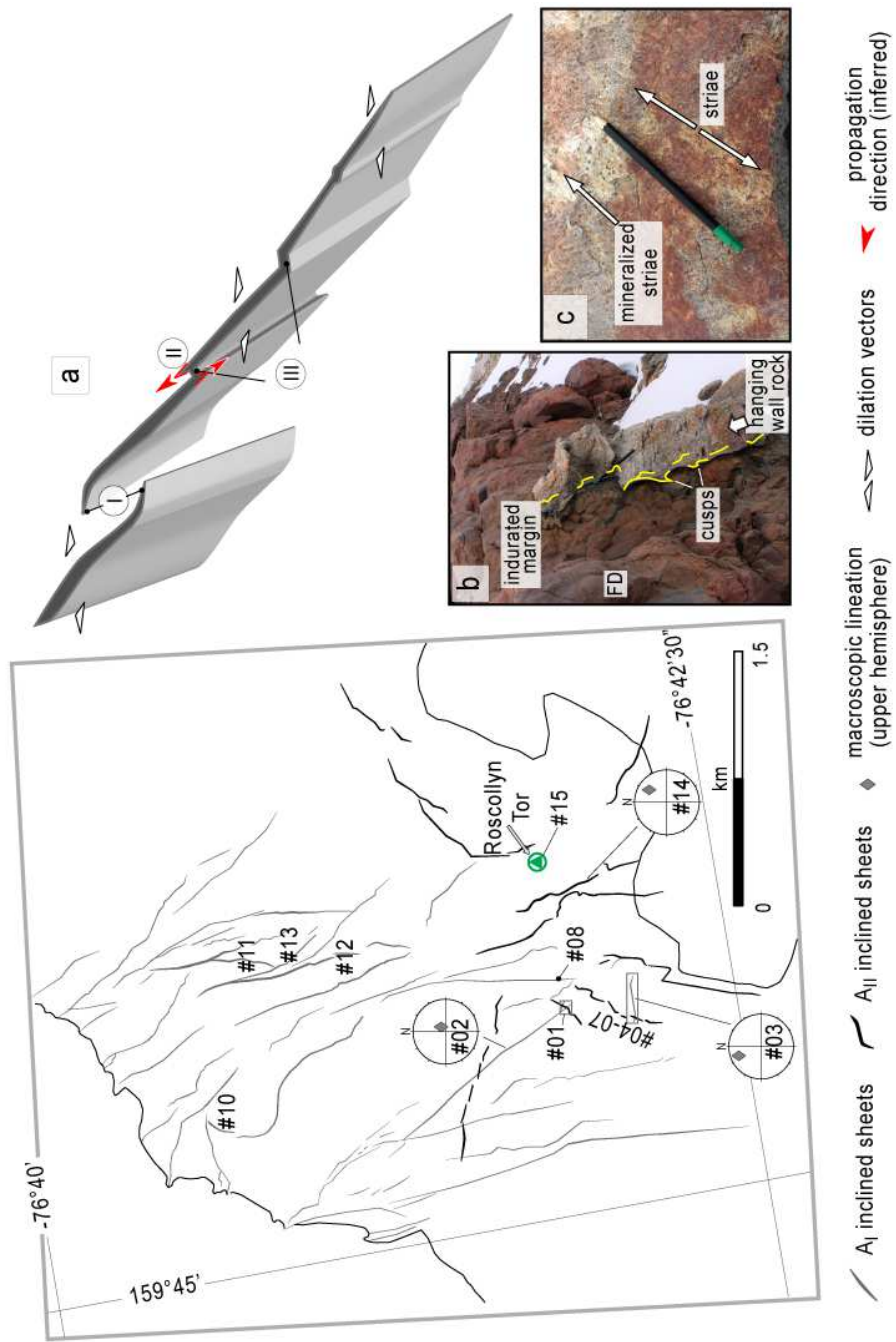 -76°40'
159°45'
#10
#11
#13
#12
N
#02
#01
#08
#04-07
N
#03
Roscollyn
Tor
#15
N
#14
-76°42'30"
km
0
1.5
a
I
II
III
b
indurated
margin
FD
cusps
hanging
wall rock
c
mineralized
striae
striae
AI inclined sheets
AII inclined sheets
macroscopic lineation
(upper hemisphere)
dilation vectors
propagation
direction (inferred)